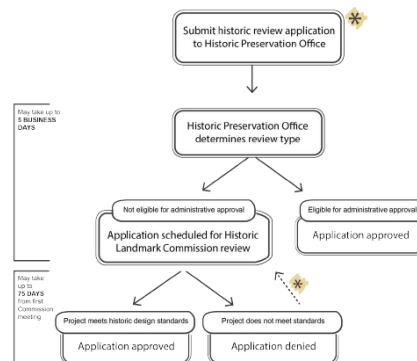 Submit historic review application
to Historic Preservation Office
May take up to
5 BUSINESS
DAYS
Historic Preservation Office
determines review type
Not eligible for administrative approval
Application scheduled for Historic
Landmark Commission review
Eligible for administrative approval
Application approved
May take
up to
75 DAYS
from first
Commission
meeting
Project meets historic design standards
Application approved
Project does not meet standards
Application denied